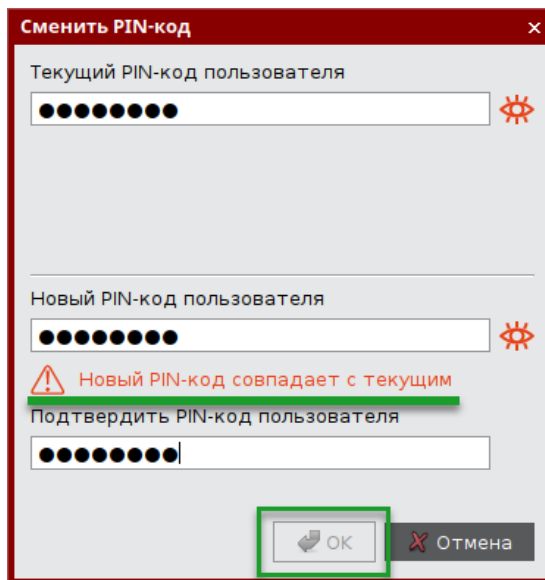 Сменить PIN-код
Текущий PIN-код пользователя
●●●●●●●●
Новый PIN-код пользователя
●●●●●●●●
Новый PIN-код совпадает с текущим
Подтвердить PIN-код пользователя
●●●●●●●●
ОК
Отмена